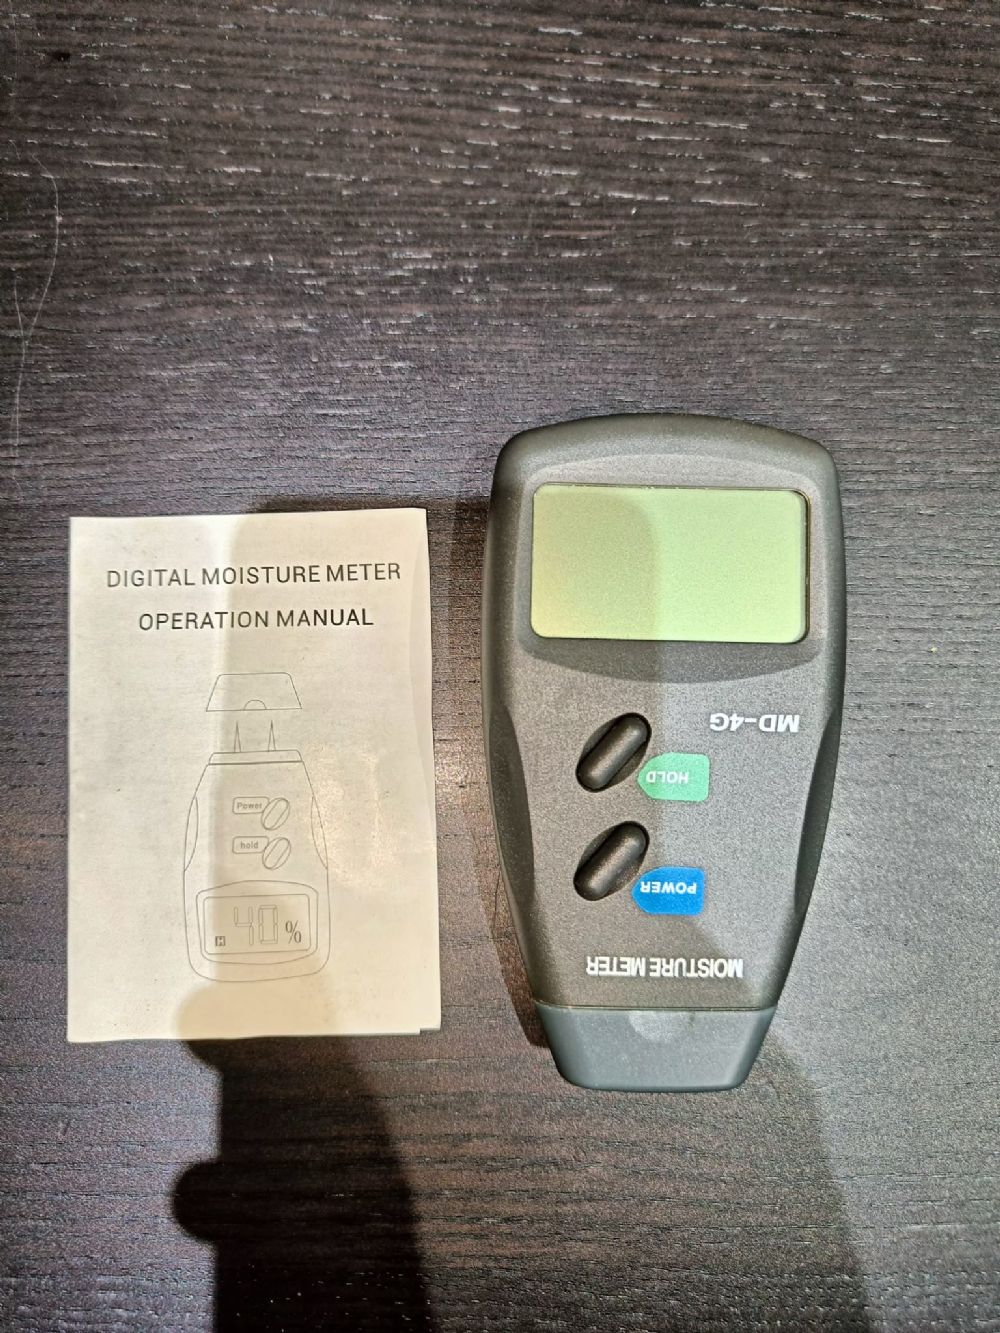 DIGITAL MOISTURE METER
OPERATION MANUAL
Power
hold
H 40 %
MOISTURE METER
POWER
HOLD
MD-4G